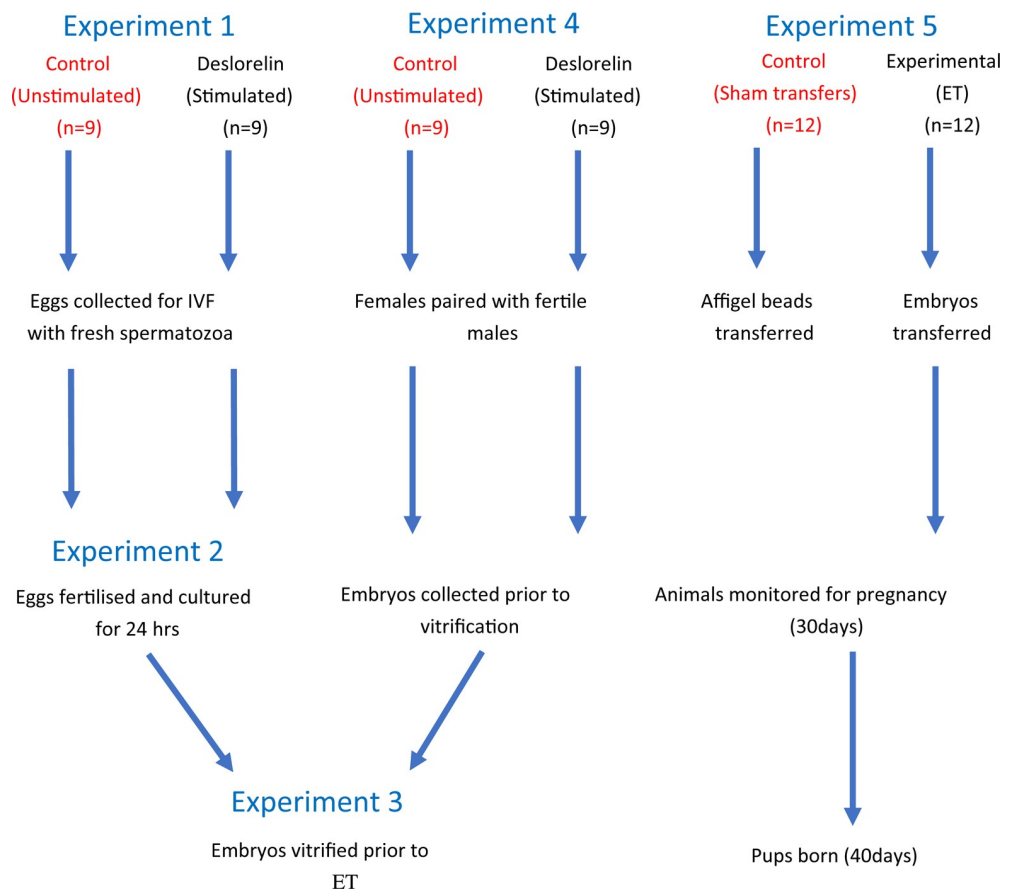 Experiment 1
Control
(Unstimulated)
(n=9)
Deslorelin
(Stimulated)
(n=9)
Eggs collected for IVF
with fresh spermatozoa
Experiment 2
Eggs fertilised and cultured
for 24 hrs
Experiment 4
Control
(Unstimulated)
(n=9)
Deslorelin
(Stimulated)
(n=9)
Females paired with fertile
males
Embryos collected prior to
vitrification
Experiment 3
Embryos vitrified prior to
ET
Experiment 5
Control
(Sham transfers)
(n=12)
Experimental
(ET)
(n=12)
Affigel beads
transferred
Embryos
transferred
Animals monitored for pregnancy
(30days)
Pups born (40days)